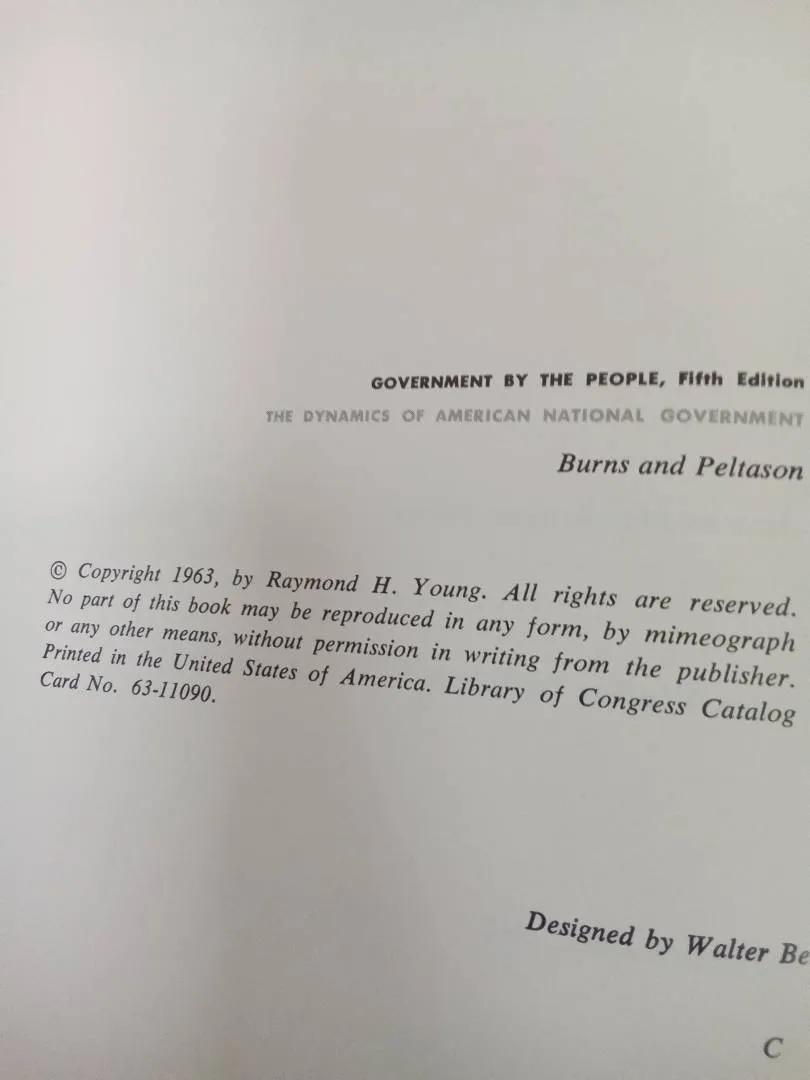 GOVERNMENT BY THE PEOPLE, Fifth Edition
THE DYNAMICS OF AMERICAN NATIONAL GOVERNMENT
Burns and Peltason
© Copyright 1963, by Raymond H. Young. All rights are reserved.
No part of this book may be reproduced in any form, by mimeograph
or any other means, without permission in writing from the publisher.
Printed in the United States of America. Library of Congress Catalog
Card No. 63-11090.
Designed by Walter Be
C